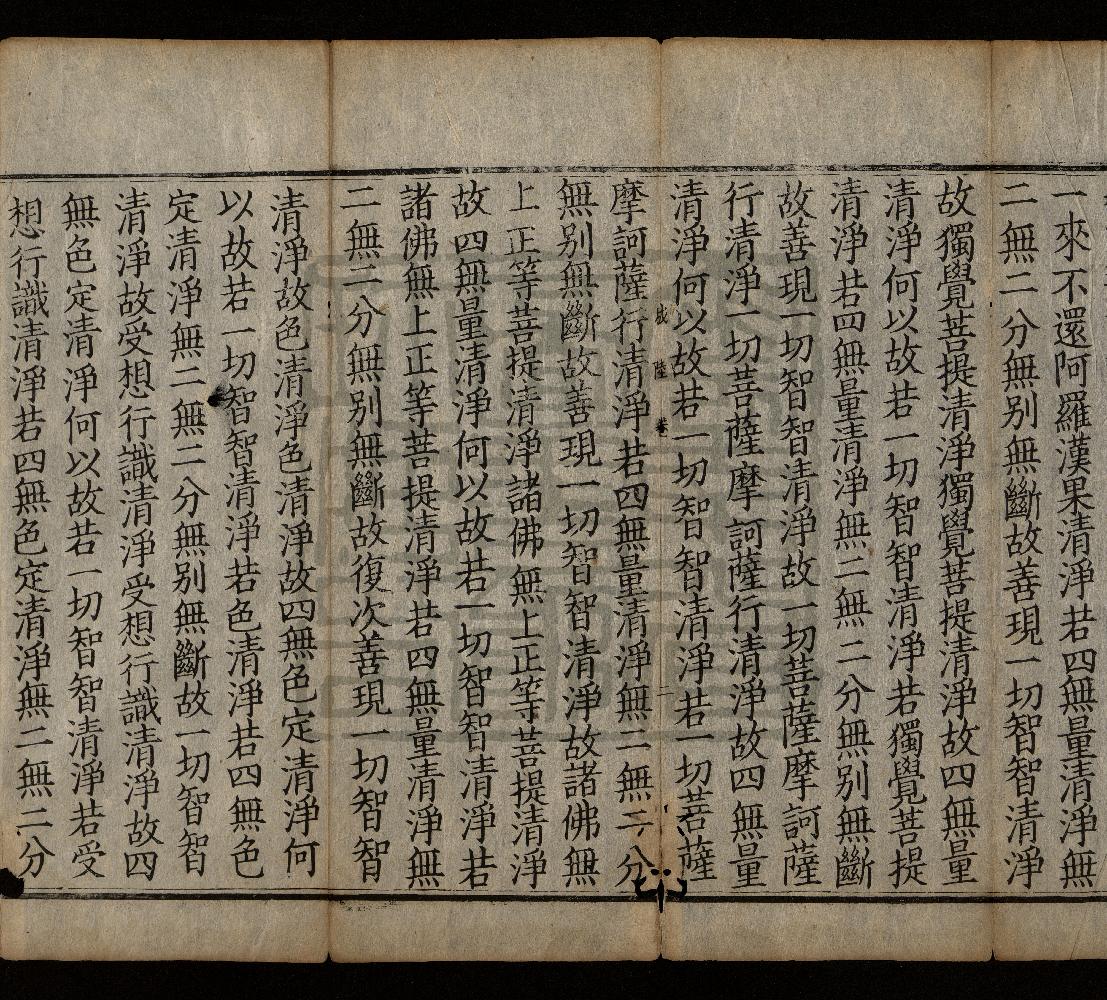 一來不還阿羅漢果清淨若四無量清淨無
二無二分無別無斷故善現一切智智清淨
故獨覺菩提清淨獨覺菩提清淨故四無量
清淨何以故若一切智智清淨若獨覺菩提
清淨若四無量清淨無二無二分無別無斷
故善現一切智智清淨故一切菩薩摩訶薩
行清淨一切菩薩摩訶薩行清淨故四無量
清淨何以故若一切智智清淨若一切菩薩
陸 卷 二
摩訶薩行清淨若四無量清淨無二無二分
無別無斷故善現一切智智清淨故諸佛無
上正等菩提清淨諸佛無上正等菩提清淨
故四無量清淨何以故若一切智智清淨若
諸佛無上正等菩提清淨若四無量清淨無
二無二分無別無斷故復次善現一切智智
清淨故色清淨色清淨故四無色定清淨何
以故若一切智智清淨若色清淨若四無色
定清淨無二無二分無別無斷故一切智智
清淨故受想行識清淨受想行識清淨故四
無色定清淨何以故若一切智智清淨若受
想行識清淨若四無色定清淨無二無二分